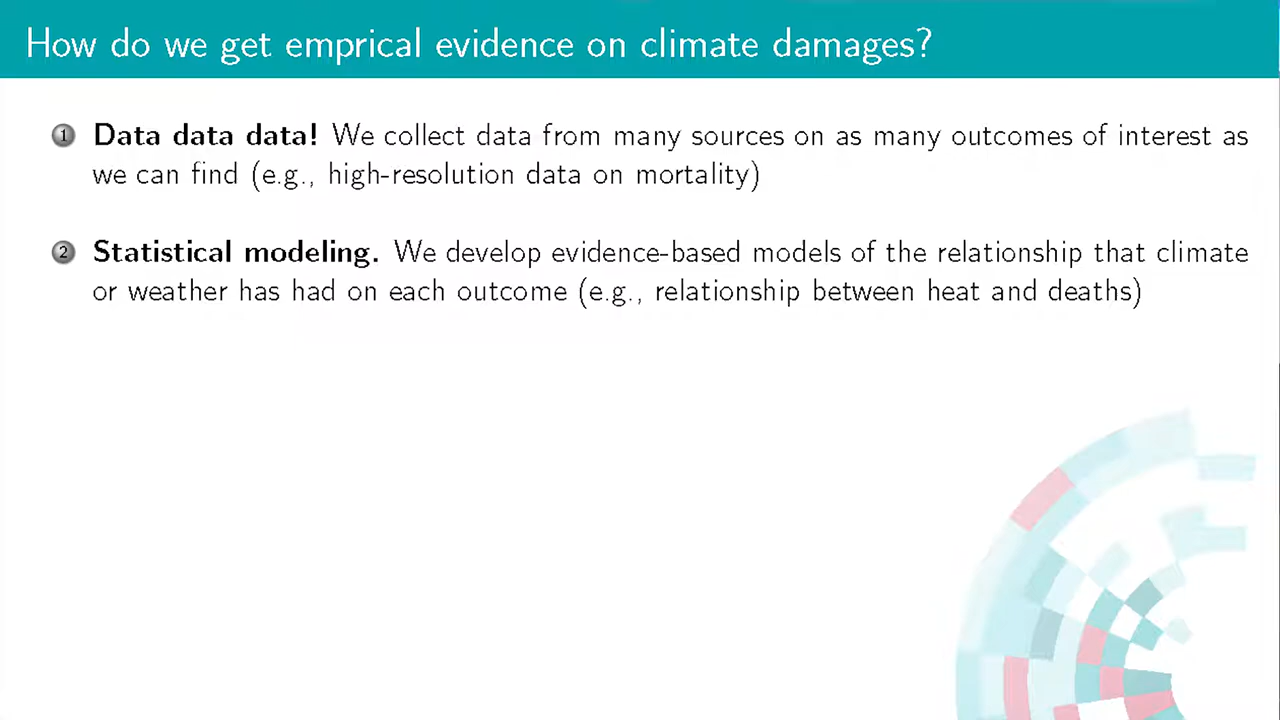 How do we get emprical evidence on climate damages?
1 Data data data! We collect data from many sources on as many outcomes of interest as
we can find (e.g., high-resolution data on mortality)
2 Statistical modeling. We develop evidence-based models of the relationship that climate
or weather has had on each outcome (e.g., relationship between heat and deaths)